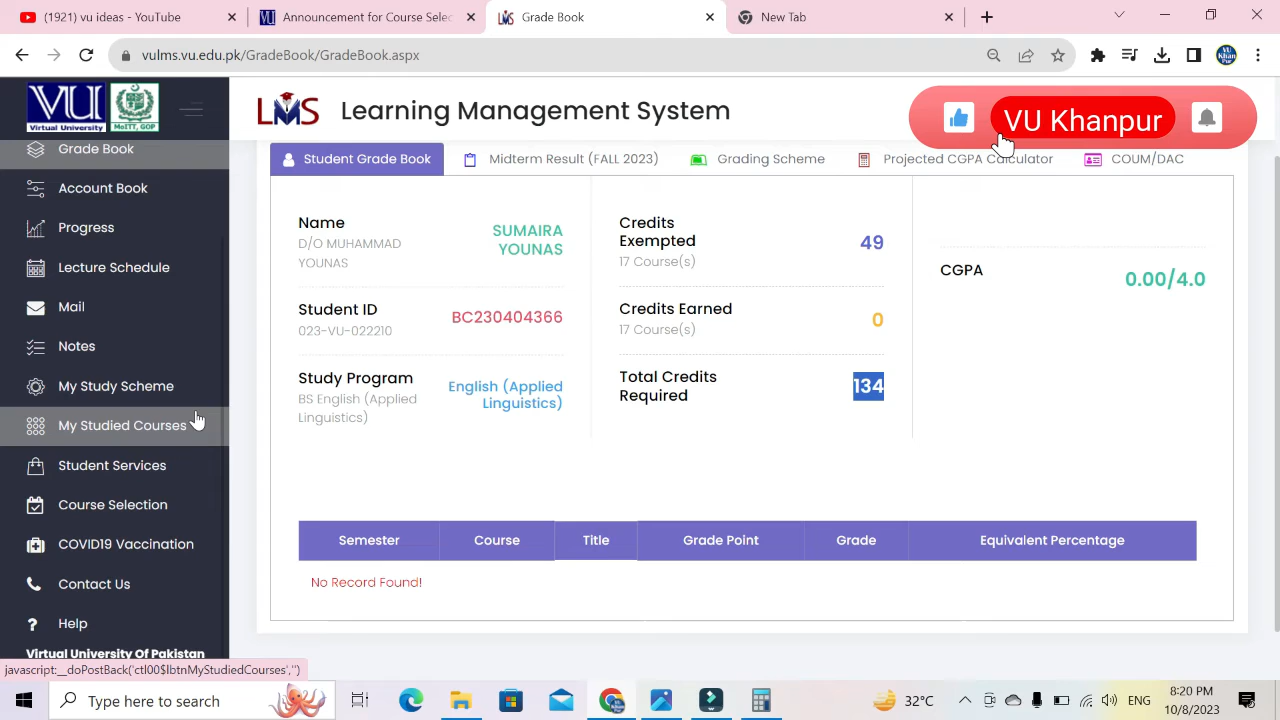 (1921) YouTube
VU Announcement Course Selec
Grade Book
New Tab
vulms.vu.edu.pk/GradeBook/GradeBook.aspx
VU
Virtual University
MoITT, GOP
LMS
Learning Management System
VU Khanpur
Grade Book
Account Book
Progress
Lecture Schedule
Mail
Notes
My Study Scheme
My Studied Courses
Student Services
Course Selection
COVID19 Vaccination
Contact Us
Help
Virtual University Of Pakistan
javascript:__doPostBack('ctl00$lbtnMyStudiedCourses','')
Student Grade Book
Midterm Result (FALL 2023)
Grading Scheme
Projected CGPA Calculator
COUM/DAC
Name
D/O MUHAMMAD
YOUNAS
SUMAIRA
YOUNAS
Student ID
023-VU-022210
BC230404366
Study Program
BS English (Applied
Linguistics)
English (Applied
Linguistics)
Credits
Exempted
17 Course(s)
49
Credits Earned
17 Course(s)
0
Total Credits
Required
134
CGPA
0.00/4.0
Semester
Course
Title
Grade Point
Grade
Equivalent Percentage
No Record Found!
Type here to search
32°C
ENG
8:20 PM
10/8/2023